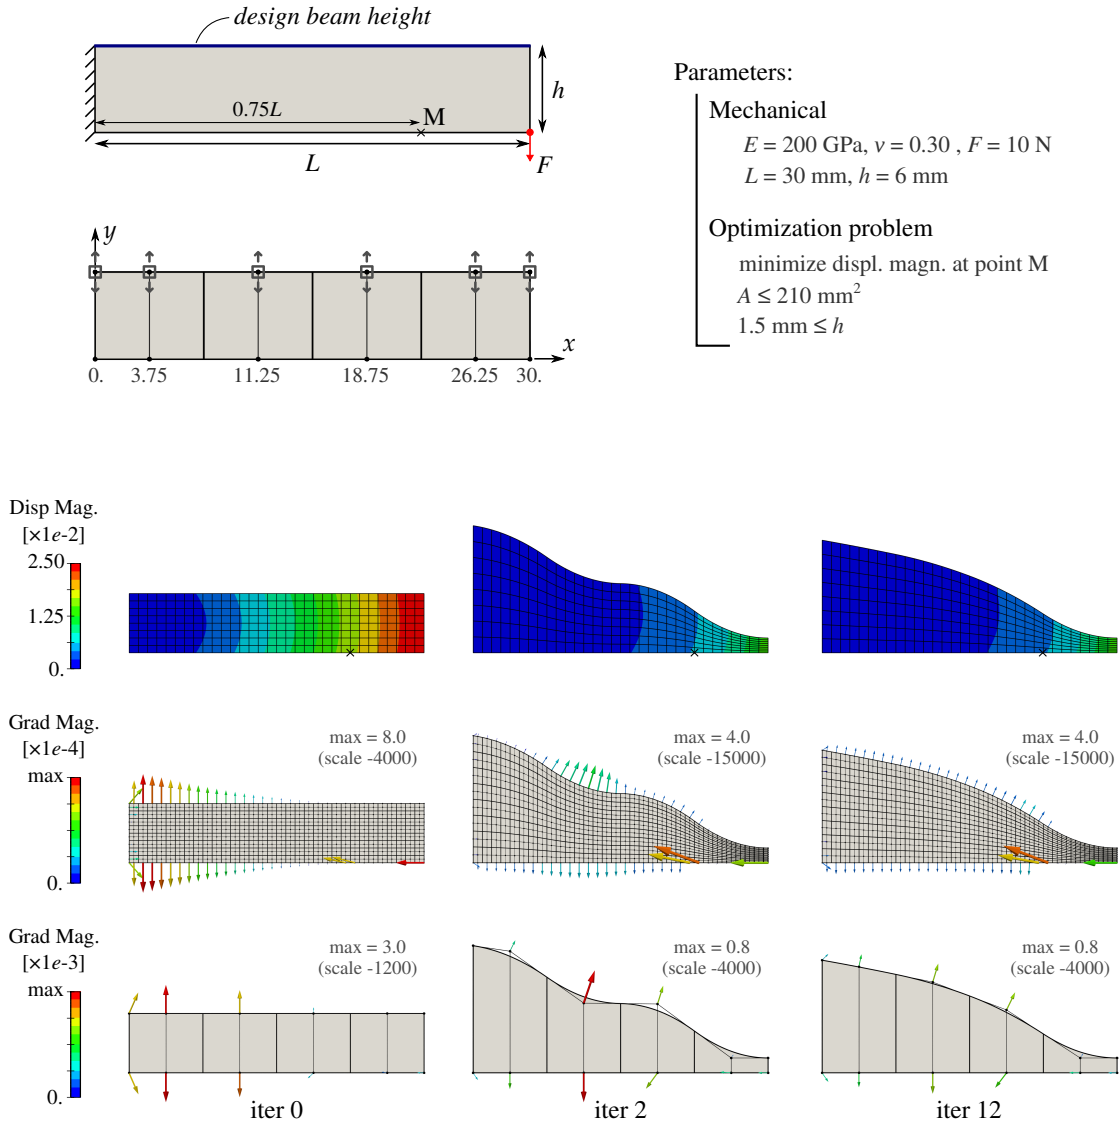 design beam height
0.75L
M
h
L
F
Parameters:
Mechanical
E = 200 GPa, ν = 0.30 , F = 10 N
L = 30 mm, h = 6 mm
Optimization problem
minimize displ. magn. at point M
A ≤ 210 mm²
1.5 mm ≤ h
y
x
0. 3.75 11.25 18.75 26.25 30.
Disp Mag.
[×1e-2]
2.50
1.25
0.
Grad Mag.
[×1e-4]
max
0.
max = 8.0
(scale -4000)
max = 4.0
(scale -15000)
max = 4.0
(scale -15000)
Grad Mag.
[×1e-3]
max
0.
max = 3.0
(scale -1200)
max = 0.8
(scale -4000)
max = 0.8
(scale -4000)
iter 0
iter 2
iter 12